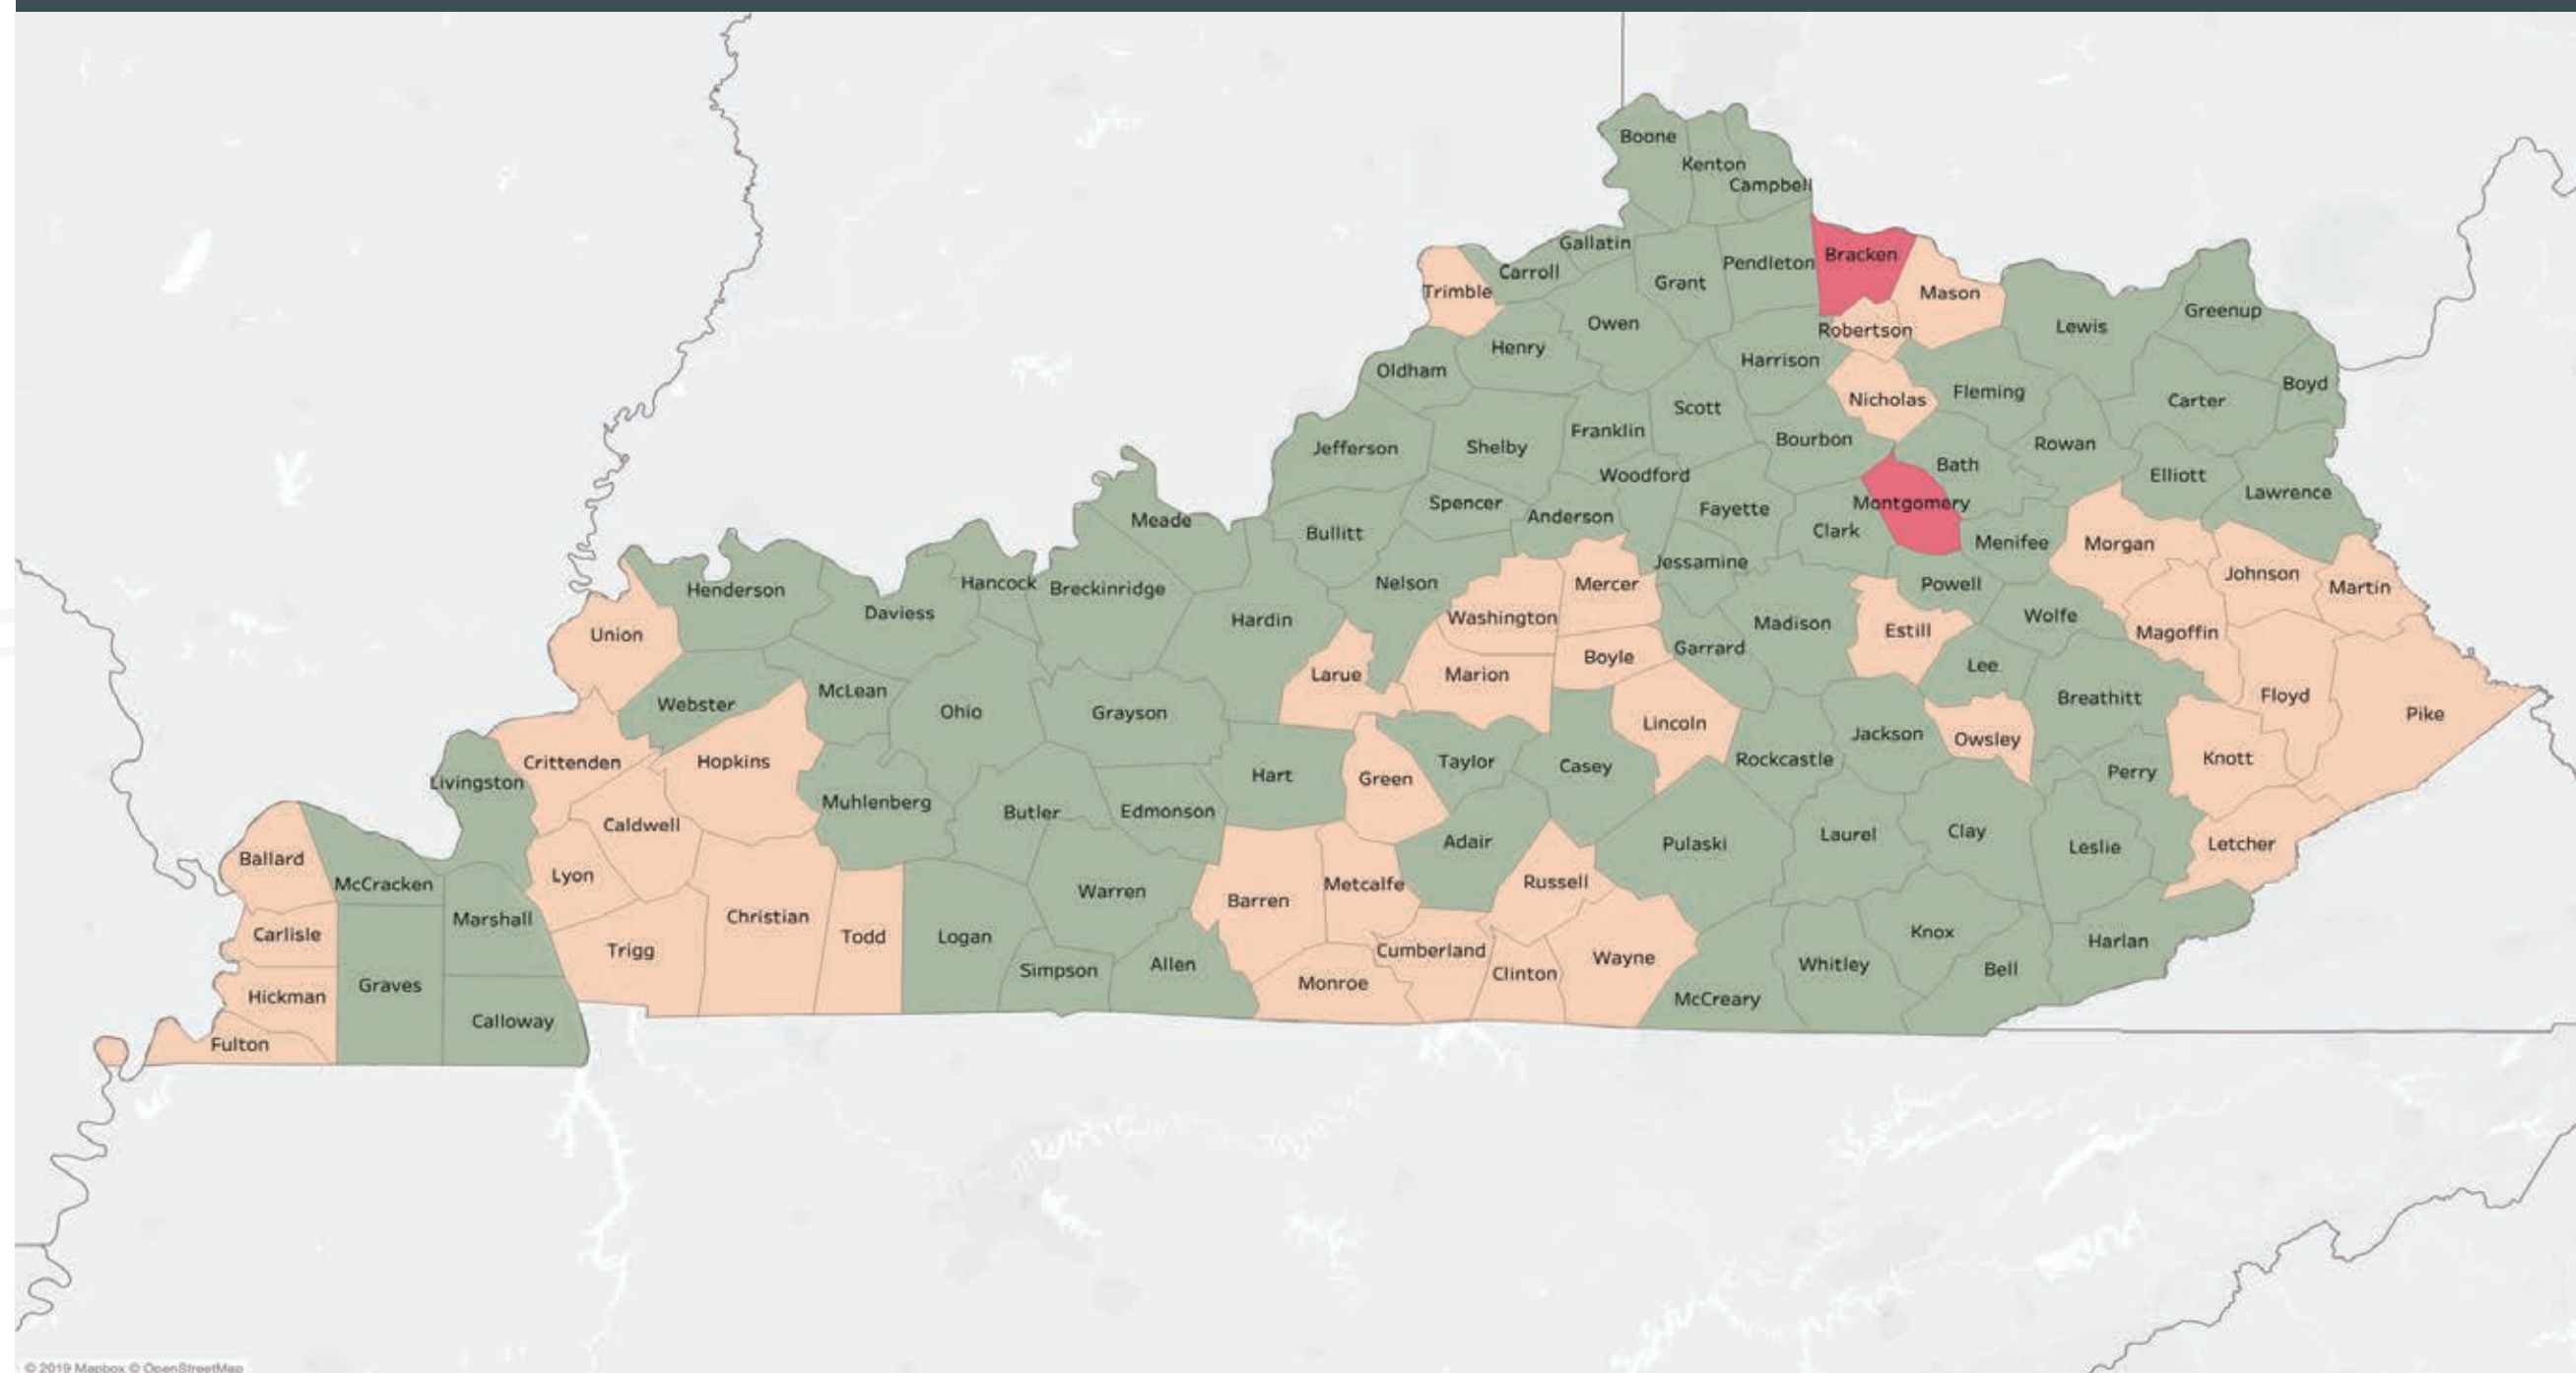 Boone
Kenton
Campbell
Gallatin
Bracken
Pendleton
Carroll
Grant
Trimble
Mason
Greenup
Owen
Lewis
Robertson
Henry
Harrison
Oldham
Boyd
Fleming
Nicholas
Carter
Scott
Franklin
Bourbon
Rowan
Jefferson
Shelby
Bath
Woodford
Elliott
Lawrence
Spencer
Montgomery
Fayette
Anderson
Meade
Clark
Bullitt
Menifee
Morgan
Jessamine
Johnson
Nelson
Hancock
Mercer
Powell
Martin
Henderson
Breckinridge
Daviess
Wolfe
Washington
Hardin
Madison
Estill
Magoffin
Union
Garrard
Boyle
Lee
Larue
Marion
McLean
Floyd
Breathitt
Webster
Ohio
Grayson
Pike
Lincoln
Jackson
Owsley
Knott
Rockcastle
Hopkins
Crittenden
Taylor
Casey
Perry
Hart
Green
Livingston
Muhlenberg
Butler
Edmonson
Caldwell
Clay
Laurel
Adair
Pulaski
Letcher
Leslie
Ballard
Lyon
Russell
McCracken
Metcalfe
Warren
Barren
Christian
Marshall
Knox
Carlisle
Todd
Logan
Harlan
Trigg
Cumberland
Wayne
Allen
Whitley
Bell
Simpson
Clinton
Monroe
Graves
Hickman
McCreary
Calloway
Fulton
© 2019 Mapbox © OpenStreetMap